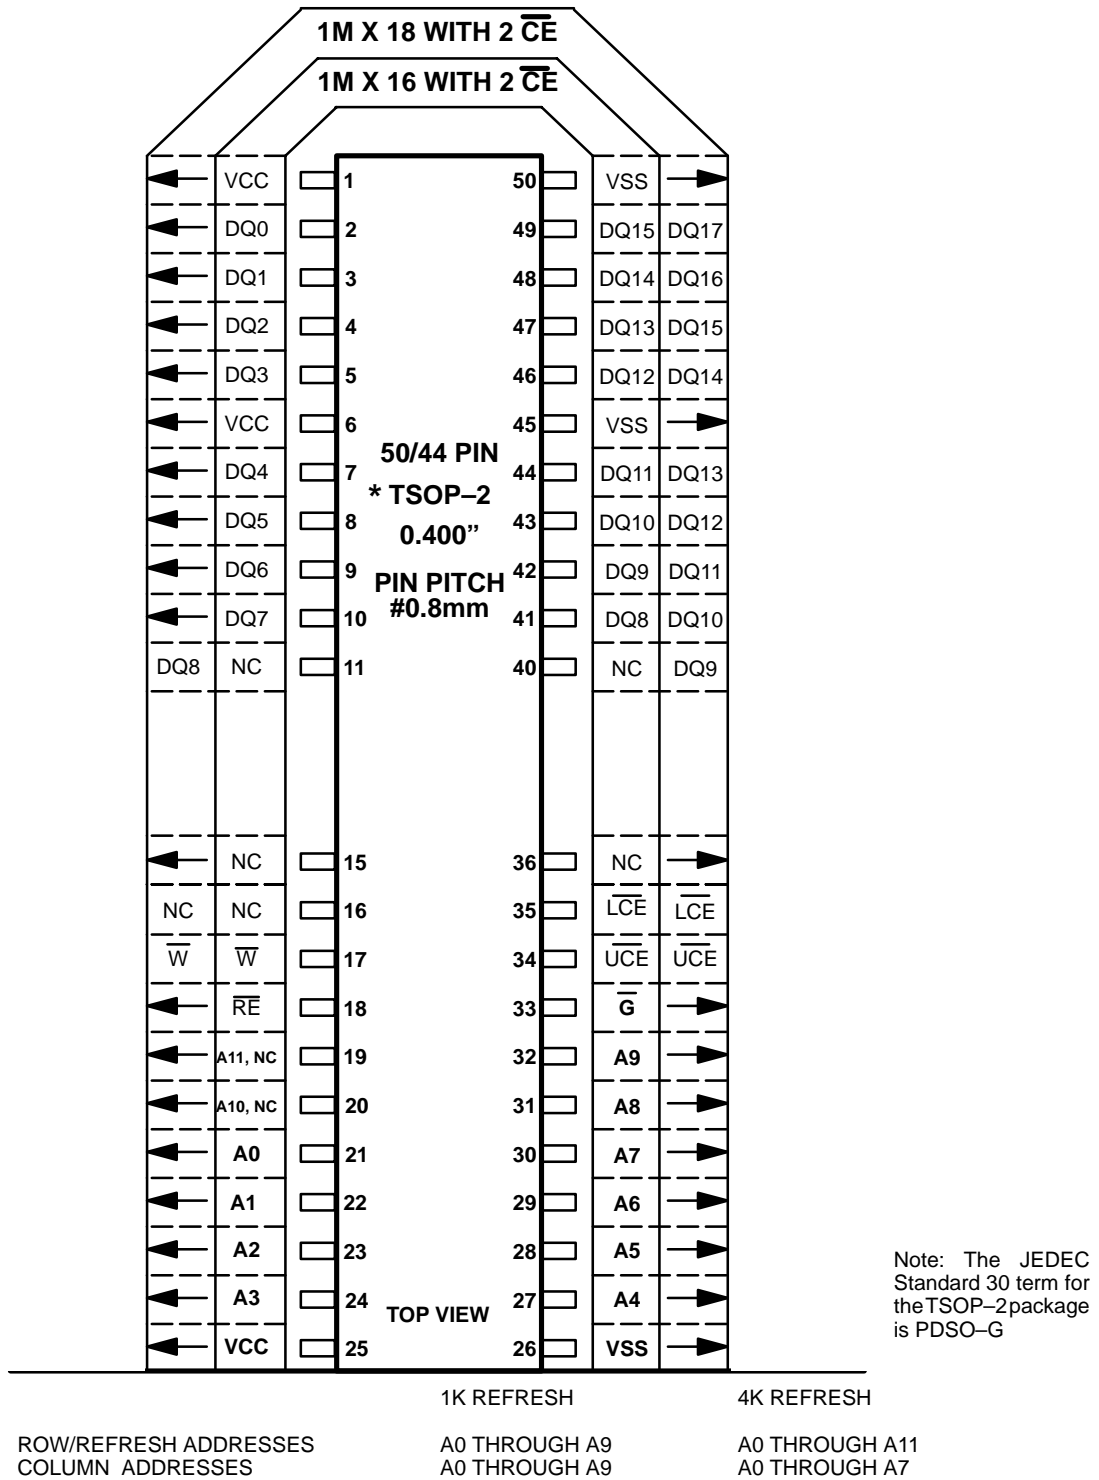 1M X 18 WITH 2 C̅E̅
1M X 16 WITH 2 C̅E̅
VCC 1 50 VSS
DQ0 2 49 DQ15 DQ17
DQ1 3 48 DQ14 DQ16
DQ2 4 47 DQ13 DQ15
DQ3 5 46 DQ12 DQ14
VCC 6 45 VSS
50/44 PIN
DQ4 7 44 DQ11 DQ13
* TSOP–2
DQ5 8 43 DQ10 DQ12
0.400”
DQ6 9 42 DQ9 DQ11
PIN PITCH
#0.8mm
DQ7 10 41 DQ8 DQ10
DQ8 NC 11 40 NC DQ9
NC 15 36 NC
NC NC 16 35 L̅C̅E̅ L̅C̅E̅
W̅ W̅ 17 34 U̅C̅E̅ U̅C̅E̅
R̅E̅ 18 33 G̅
A11, NC 19 32 A9
A10, NC 20 31 A8
A0 21 30 A7
A1 22 29 A6
A2 23 28 A5
A3 24 27 A4
TOP VIEW
VCC 25 26 VSS
Note: The JEDEC
Standard 30 term for
the TSOP–2 package
is PDSO–G
1K REFRESH 4K REFRESH
ROW/REFRESH ADDRESSES A0 THROUGH A9 A0 THROUGH A11
COLUMN ADDRESSES A0 THROUGH A9 A0 THROUGH A7